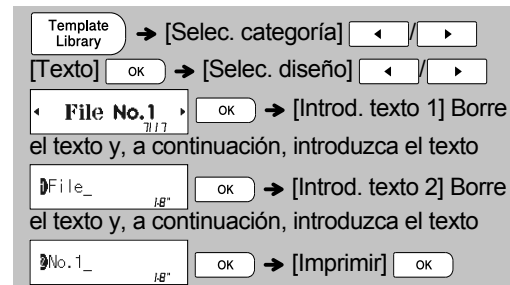 Template Library → [Selec. categoría] ◂ / ▸
[Texto] OK → [Selec. diseño] ◂ / ▸
◂ File No.1 ▸ 7/17 OK → [Introd. texto 1] Borre
el texto y, a continuación, introduzca el texto
1File_ 1.8" OK → [Introd. texto 2] Borre
el texto y, a continuación, introduzca el texto
2No.1_ 1.8" OK → [Imprimir] OK